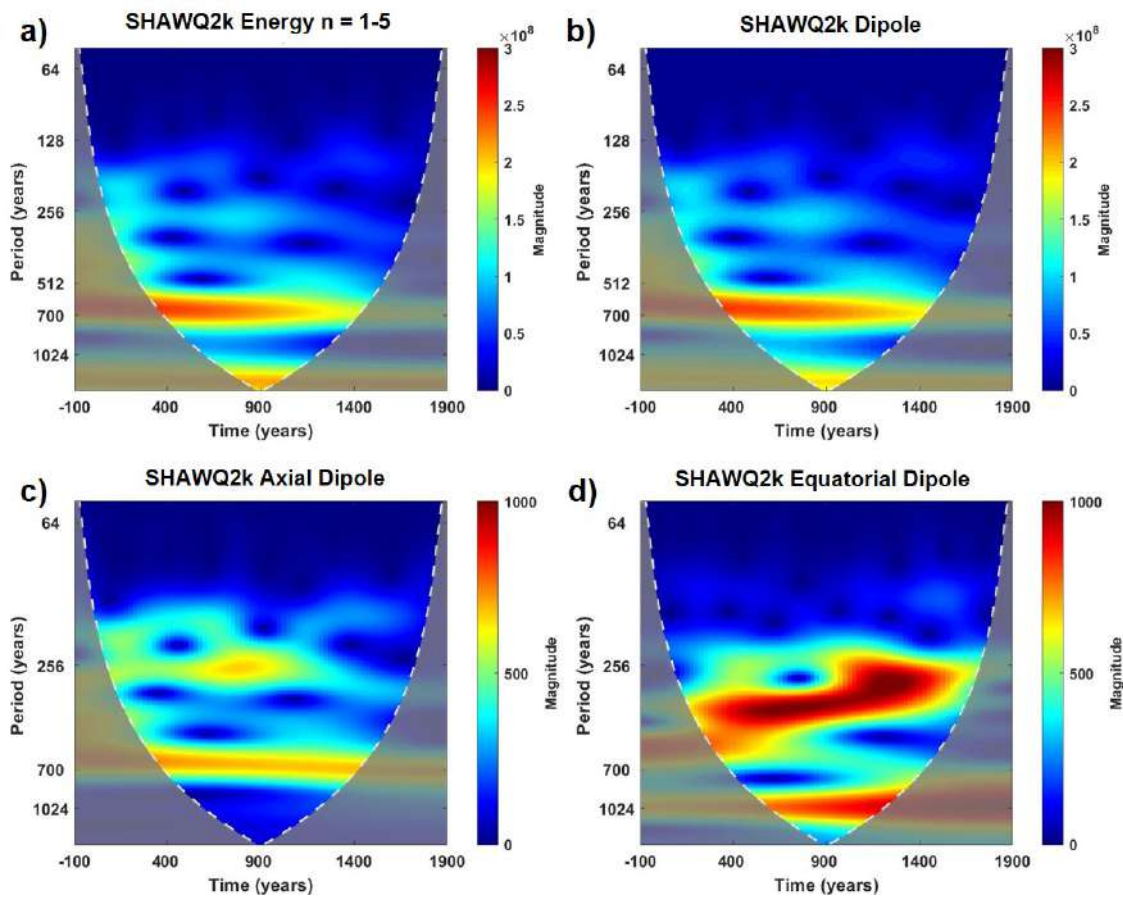 a)
SHAWQ2k Energy n = 1-5
×10⁸
64
128
256
512
700
1024
Period (years)
-100 400 900 1400 1900
Time (years)
3
2.5
2
1.5
1
0.5
0
Magnitude
b)
SHAWQ2k Dipole
×10⁸
64
128
256
512
700
1024
Period (years)
-100 400 900 1400 1900
Time (years)
3
2.5
2
1.5
1
0.5
0
Magnitude
c)
SHAWQ2k Axial Dipole
64
256
700
1024
Period (years)
-100 400 900 1400 1900
Time (years)
1000
500
0
Magnitude
d)
SHAWQ2k Equatorial Dipole
64
256
700
1024
Period (years)
-100 400 900 1400 1900
Time (years)
1000
500
0
Magnitude